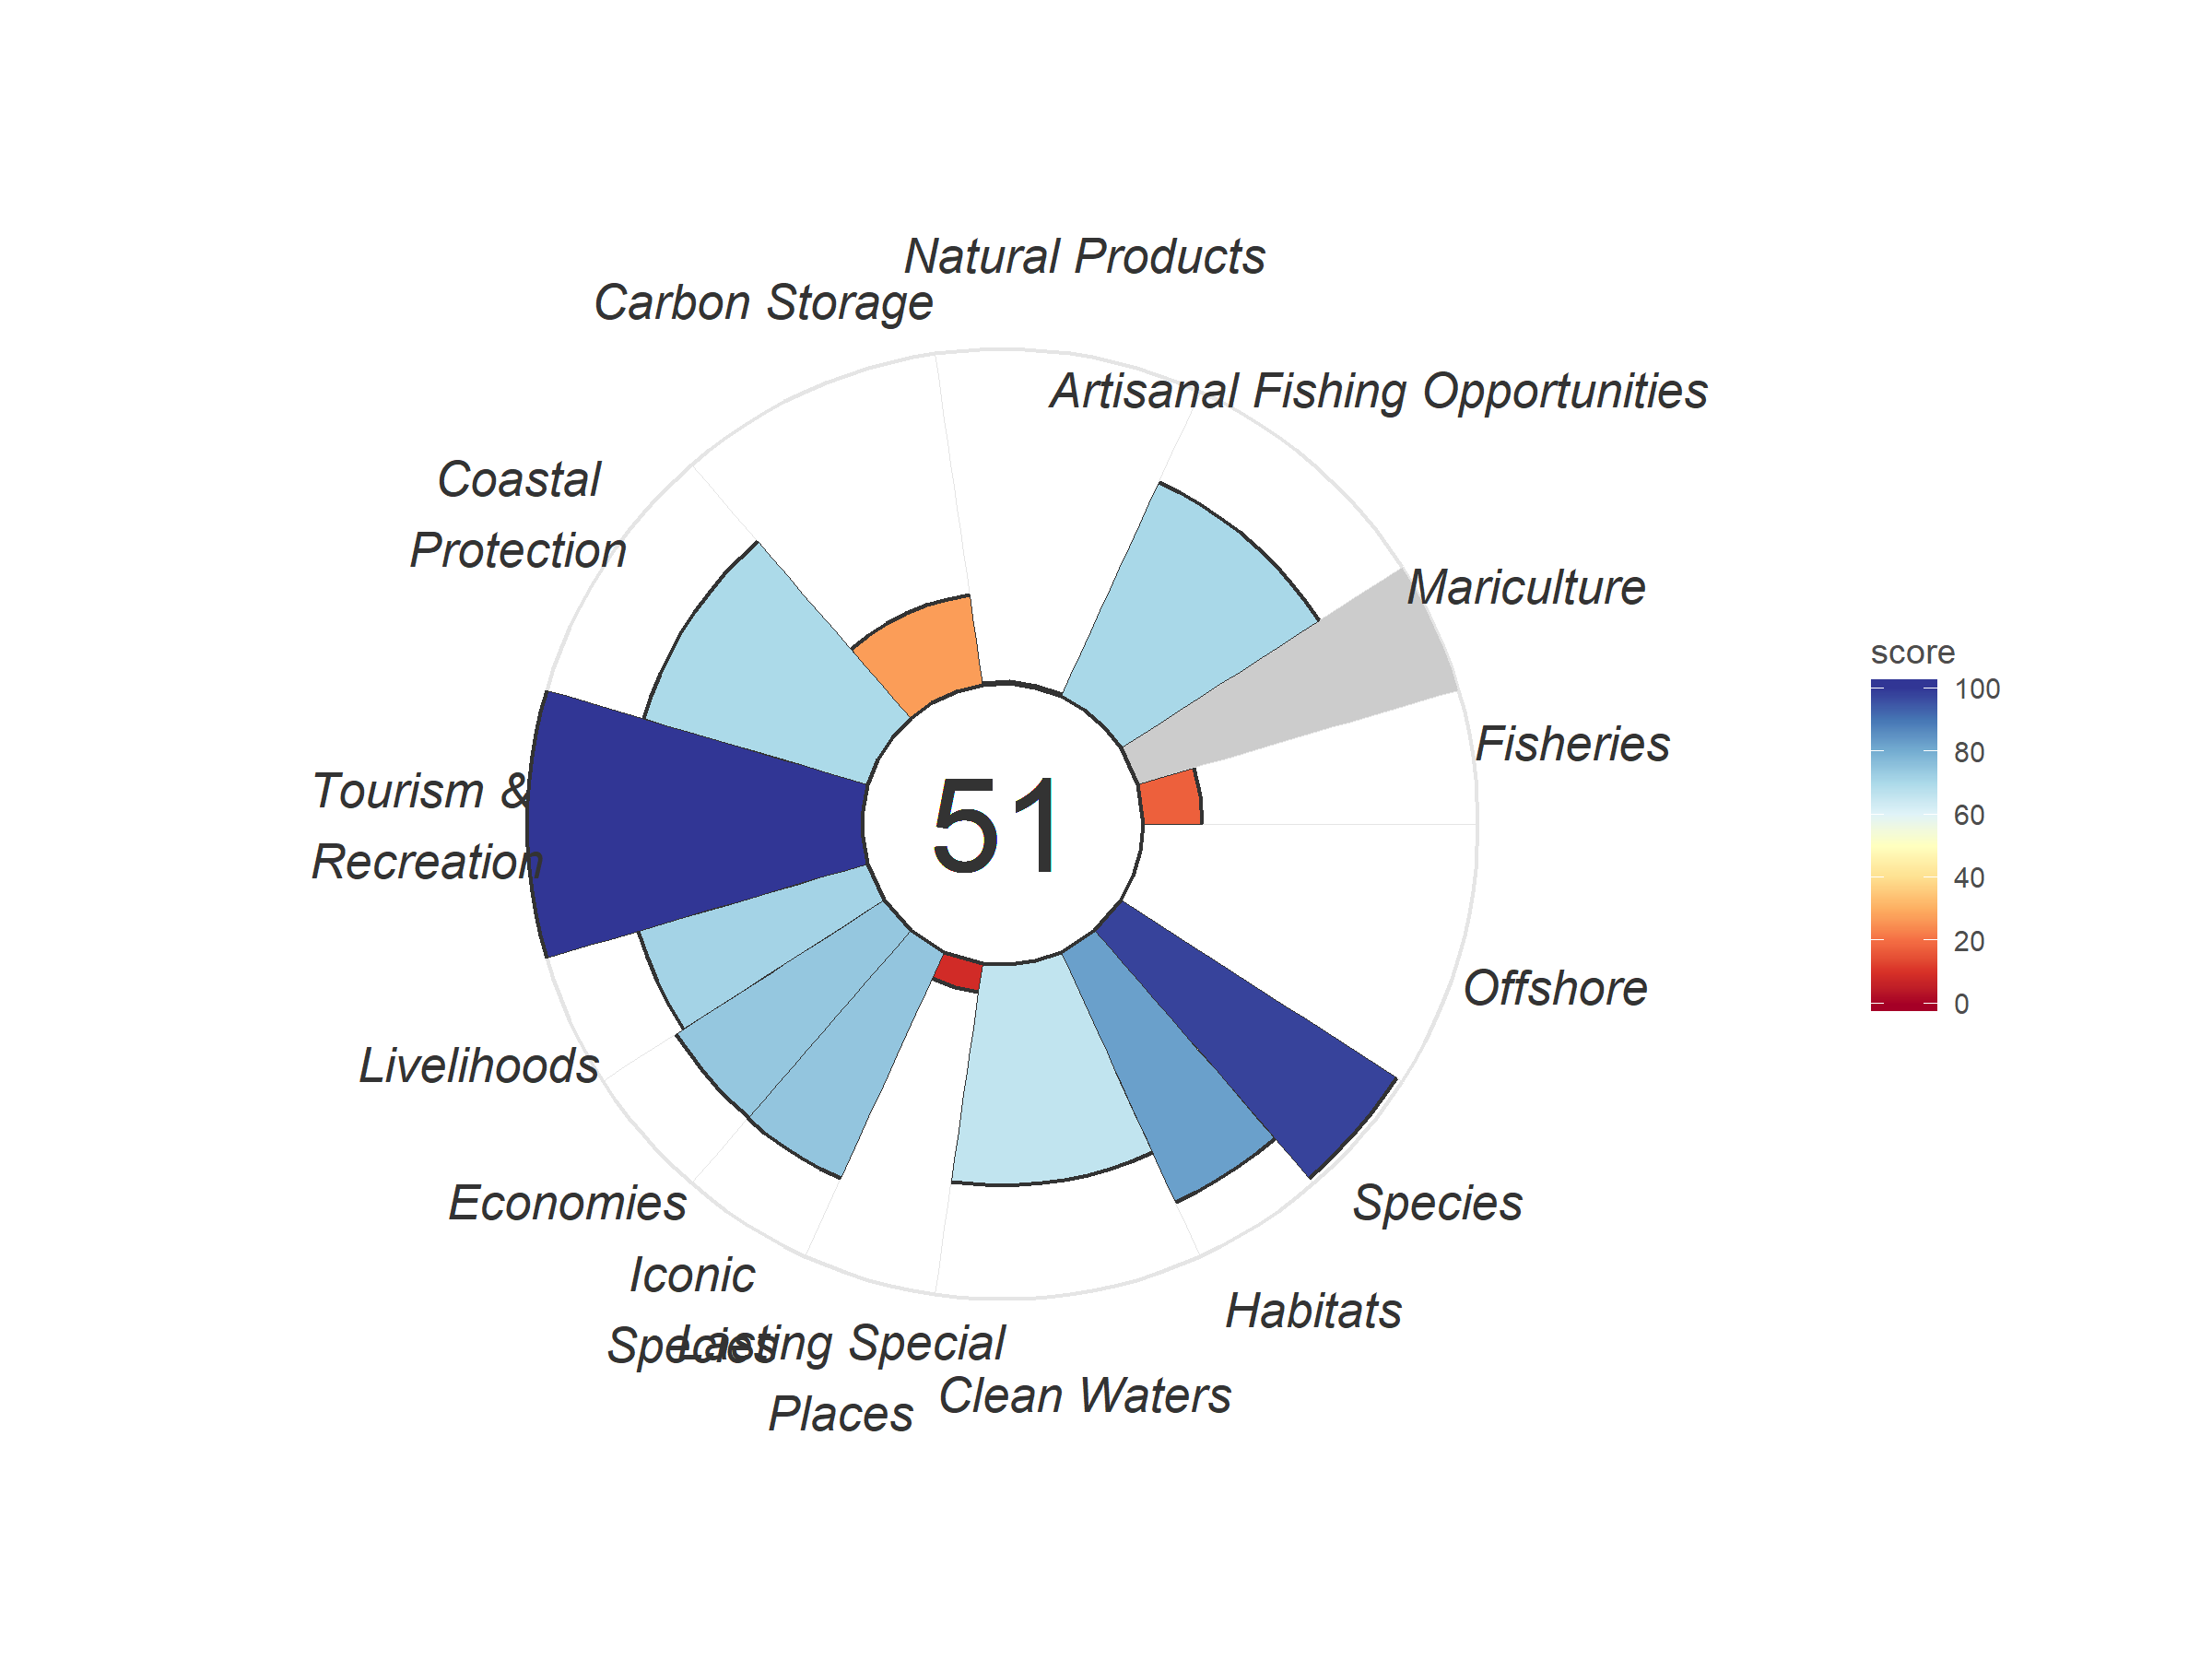 Natural Products
Carbon Storage
Artisanal Fishing Opportunities
Coastal
Protection
Mariculture
Fisheries
Tourism &
Recreation
51
Offshore
Livelihoods
Economies
Species
Iconic
Species
Habitats
Lasting Special
Places
Clean Waters
score
100
80
60
40
20
0